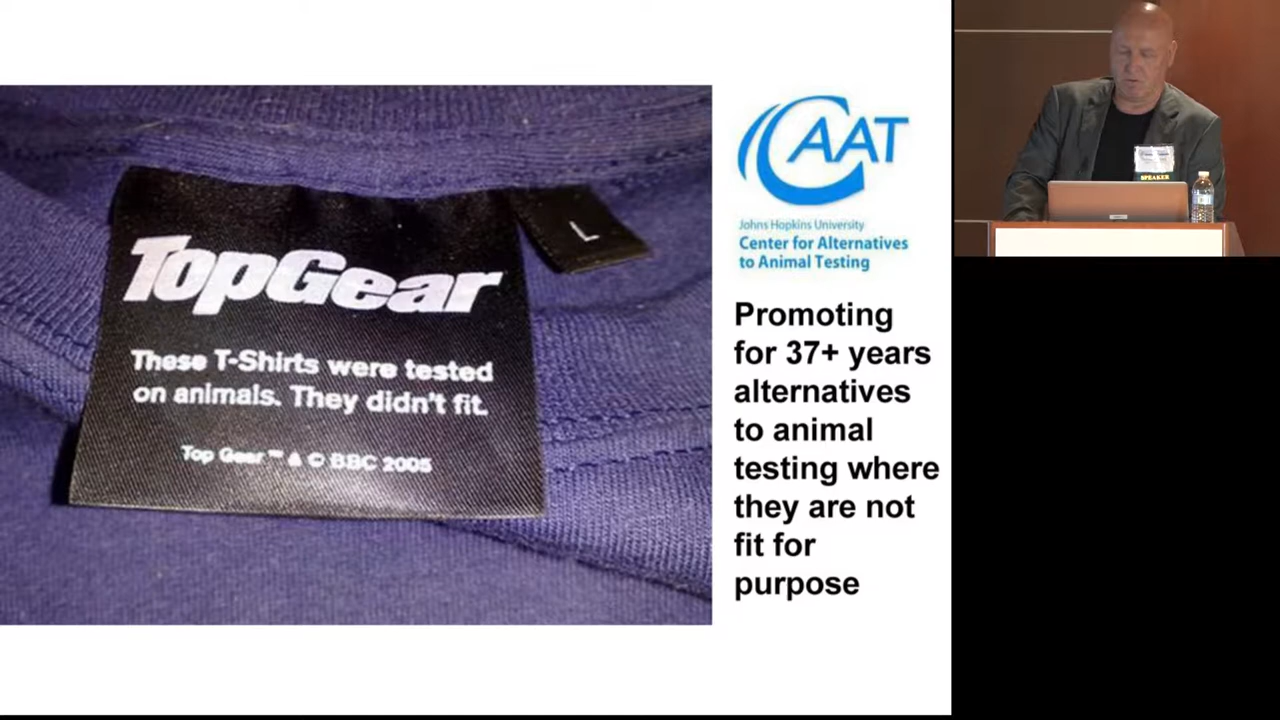 TopGear
L
These T-Shirts were tested
on animals. They didn't fit.
Top Gear™ & © BBC 2005
CAAT
Johns Hopkins University
Center for Alternatives
to Animal Testing
Promoting
for 37+ years
alternatives
to animal
testing where
they are not
fit for
purpose
SPEAKER